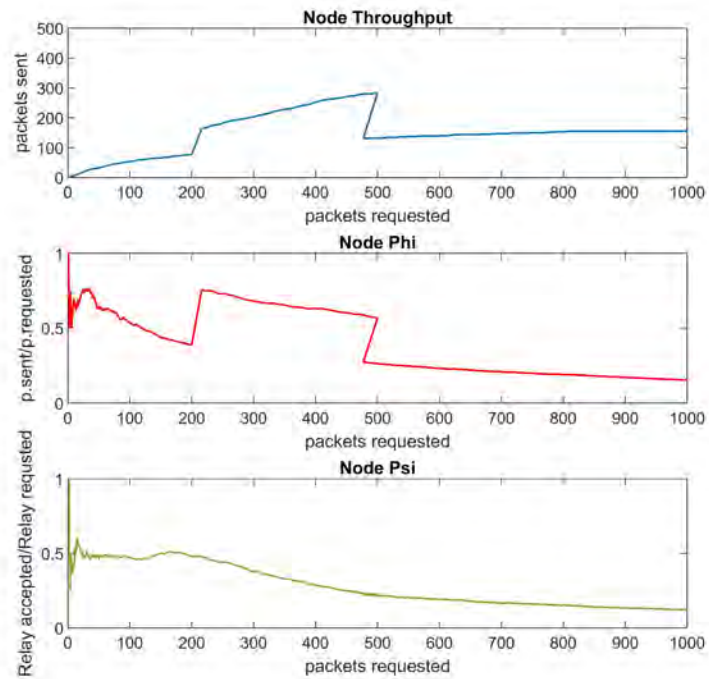 Node Throughput
500
400
300
200
100
0
packets sent
0 100 200 300 400 500 600 700 800 900 1000
packets requested
Node Phi
1
0.5
0
p.sent/p.requested
0 100 200 300 400 500 600 700 800 900 1000
packets requested
Node Psi
1
0.5
0
Relay accepted/Relay requsted
0 100 200 300 400 500 600 700 800 900 1000
packets requested